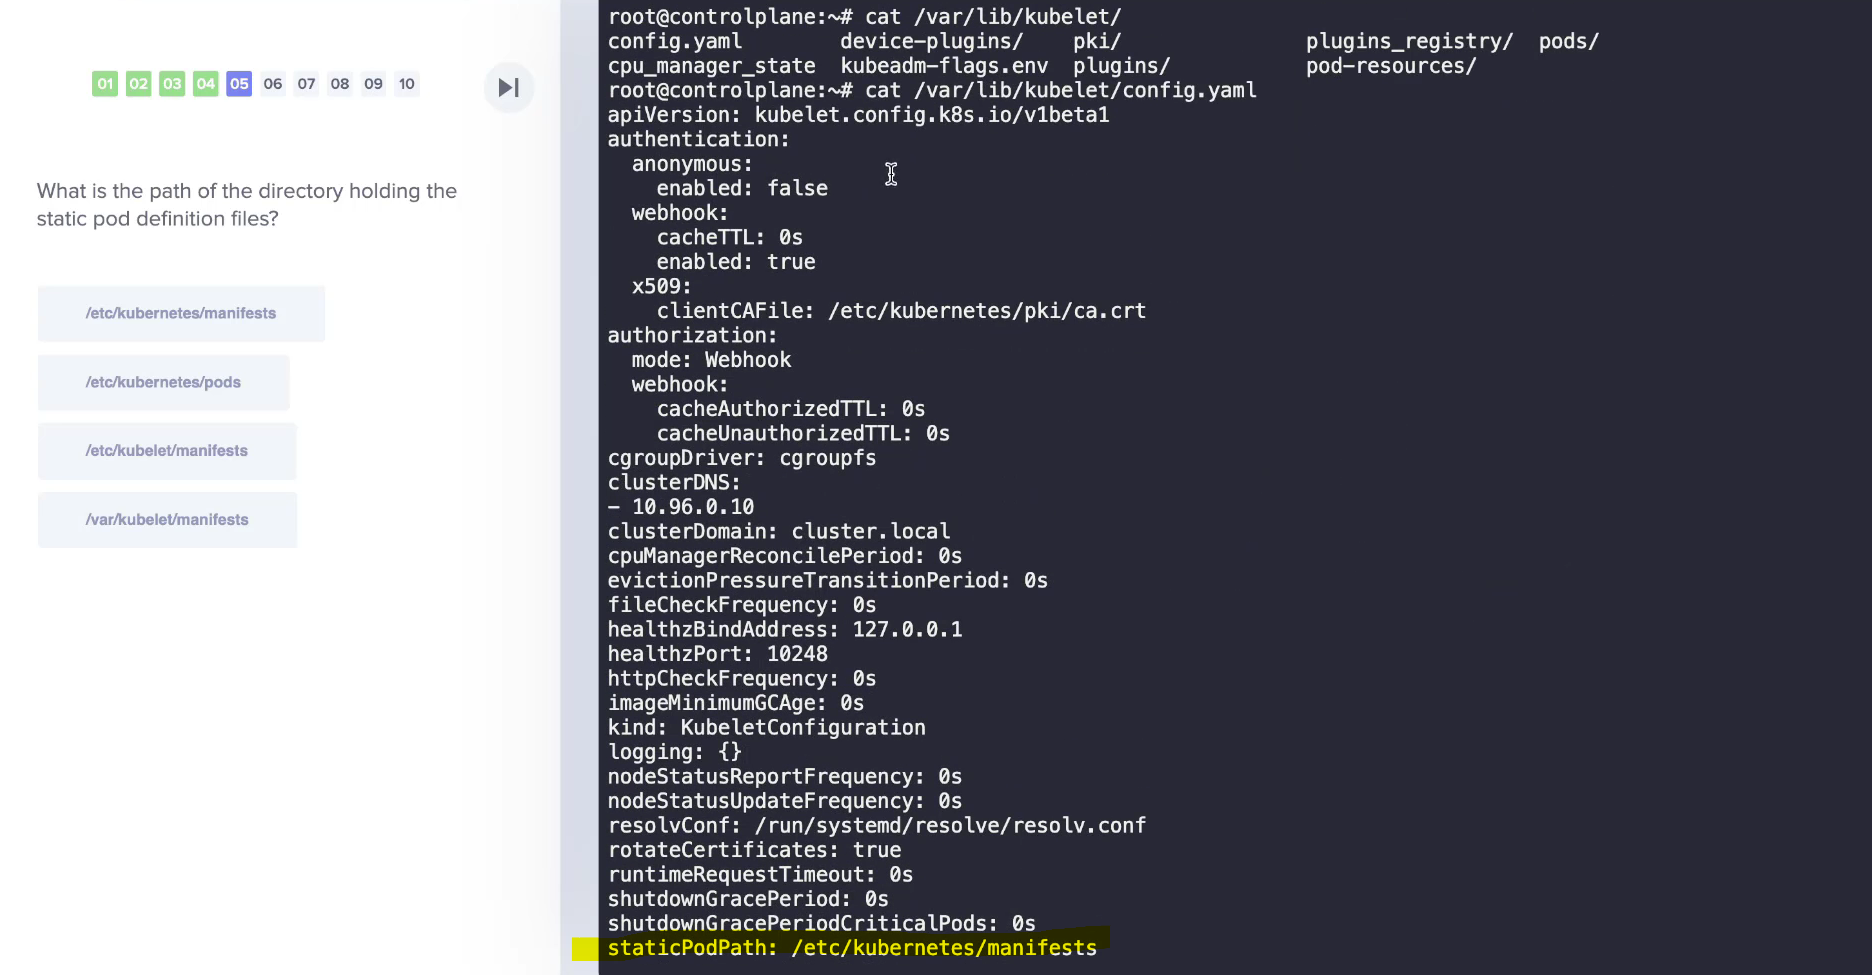 01 02 03 04 05 06 07 08 09 10
What is the path of the directory holding the
static pod definition files?
/etc/kubernetes/manifests
/etc/kubernetes/pods
/etc/kubelet/manifests
/var/kubelet/manifests
root@controlplane:~# cat /var/lib/kubelet/
config.yaml        device-plugins/    pki/               plugins_registry/  pods/
cpu_manager_state  kubeadm-flags.env  plugins/           pod-resources/
root@controlplane:~# cat /var/lib/kubelet/config.yaml
apiVersion: kubelet.config.k8s.io/v1beta1
authentication:
  anonymous:
    enabled: false
  webhook:
    cacheTTL: 0s
    enabled: true
  x509:
    clientCAFile: /etc/kubernetes/pki/ca.crt
authorization:
  mode: Webhook
  webhook:
    cacheAuthorizedTTL: 0s
    cacheUnauthorizedTTL: 0s
cgroupDriver: cgroupfs
clusterDNS:
- 10.96.0.10
clusterDomain: cluster.local
cpuManagerReconcilePeriod: 0s
evictionPressureTransitionPeriod: 0s
fileCheckFrequency: 0s
healthzBindAddress: 127.0.0.1
healthzPort: 10248
httpCheckFrequency: 0s
imageMinimumGCAge: 0s
kind: KubeletConfiguration
logging: {}
nodeStatusReportFrequency: 0s
nodeStatusUpdateFrequency: 0s
resolvConf: /run/systemd/resolve/resolv.conf
rotateCertificates: true
runtimeRequestTimeout: 0s
shutdownGracePeriod: 0s
shutdownGracePeriodCriticalPods: 0s
staticPodPath: /etc/kubernetes/manifests